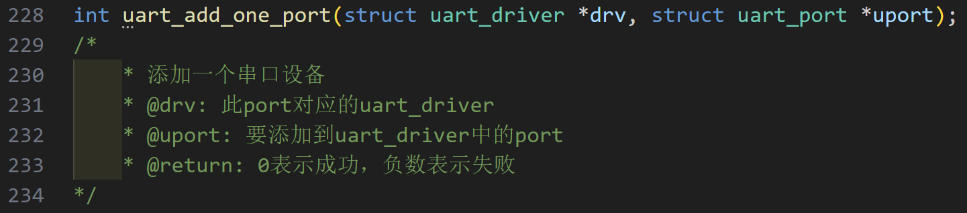 228 int uart_add_one_port(struct uart_driver *drv, struct uart_port *uport);
229 /*
230     * 添加一个串口设备
231     * @drv: 此port对应的uart_driver
232     * @uport: 要添加到uart_driver中的port
233     * @return: 0表示成功，负数表示失败
234 */